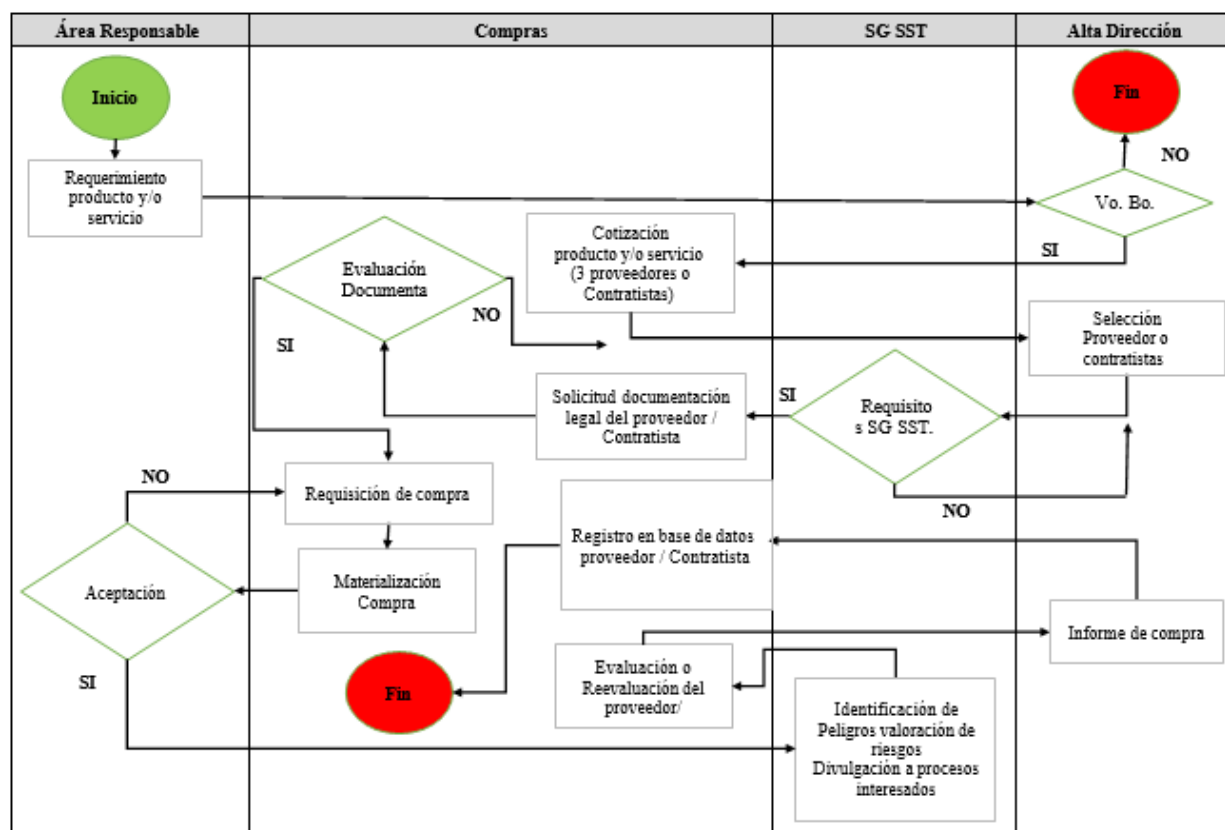 Área Responsable
Compras
SG SST
Alta Dirección
Inicio
Fin
NO
Requerimiento
producto y/o
servicio
Vo. Bo.
SI
Cotización
producto y/o servicio
(3 proveedores o
Contratistas)
Evaluación
Documenta
NO
SI
Selección
Proveedor o
contratistas
Solicitud documentación
legal del proveedor /
Contratista
SI
Requisito
s SG SST.
NO
NO
Requisición de compra
Registro en base de datos
proveedor / Contratista
Aceptación
Materialización
Compra
Informe de compra
SI
Fin
Evaluación o
Reevaluación del
proveedor/
Identificación de
Peligros valoración de
riesgos
Divulgación a procesos
interesados